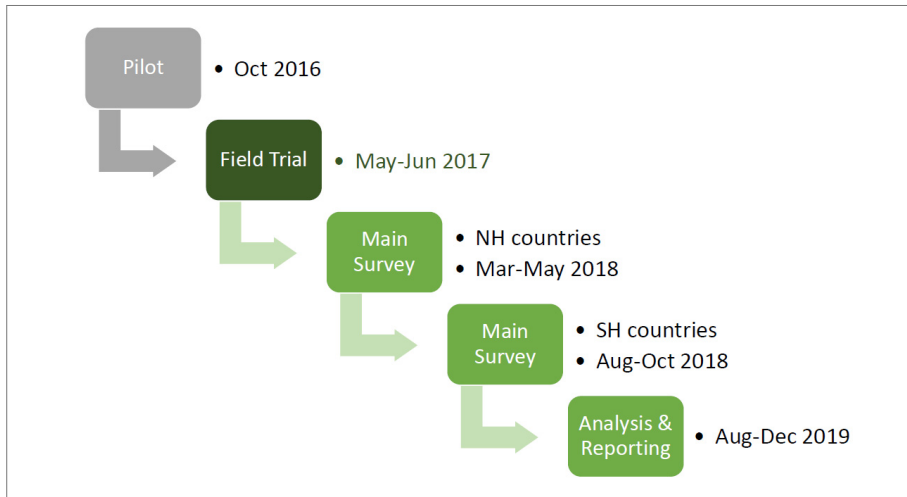 Pilot
• Oct 2016
Field Trial
• May-Jun 2017
Main
Survey
• NH countries
• Mar-May 2018
Main
Survey
• SH countries
• Aug-Oct 2018
Analysis &
Reporting
• Aug-Dec 2019